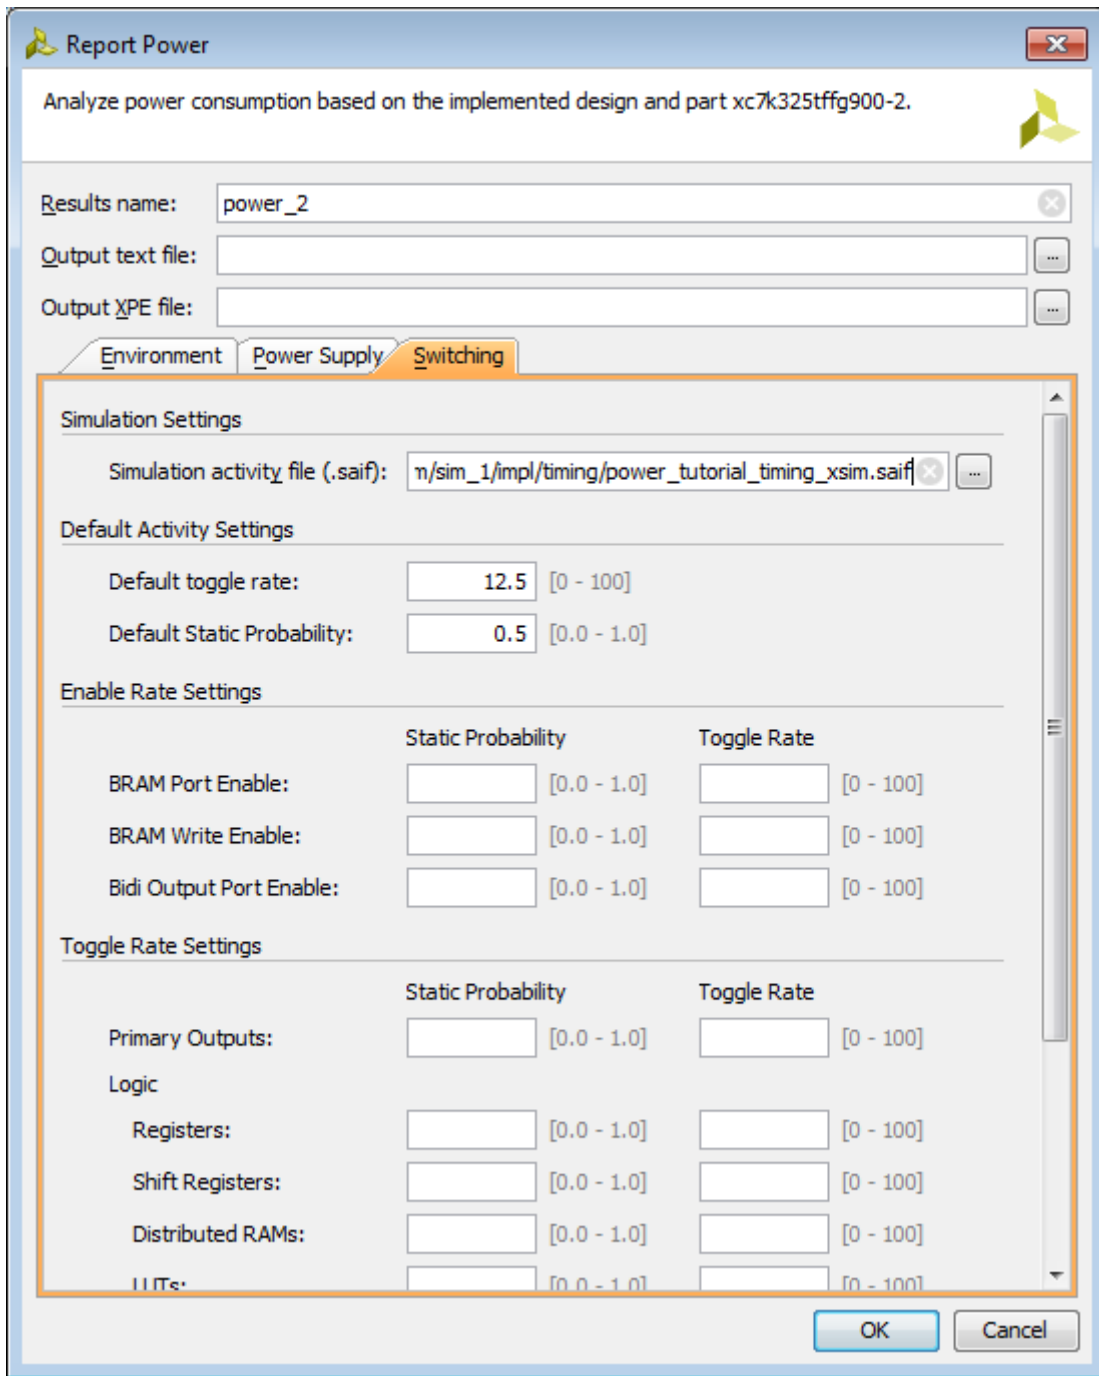 Report Power
Analyze power consumption based on the implemented design and part xc7k325tffg900-2.
Results name: power_2
Output text file: ...
Output XPE file: ...
Environment Power Supply Switching
Simulation Settings
Simulation activity file (.saif): n/sim_1/impl/timing/power_tutorial_timing_xsim.saif ...
Default Activity Settings
Default toggle rate: 12.5 [0 - 100]
Default Static Probability: 0.5 [0.0 - 1.0]
Enable Rate Settings
Static Probability Toggle Rate
BRAM Port Enable: [0.0 - 1.0] [0 - 100]
BRAM Write Enable: [0.0 - 1.0] [0 - 100]
Bidi Output Port Enable: [0.0 - 1.0] [0 - 100]
Toggle Rate Settings
Static Probability Toggle Rate
Primary Outputs: [0.0 - 1.0] [0 - 100]
Logic
Registers: [0.0 - 1.0] [0 - 100]
Shift Registers: [0.0 - 1.0] [0 - 100]
Distributed RAMs: [0.0 - 1.0] [0 - 100]
LUTs: [0.0 - 1.0] [0 - 100]
OK Cancel